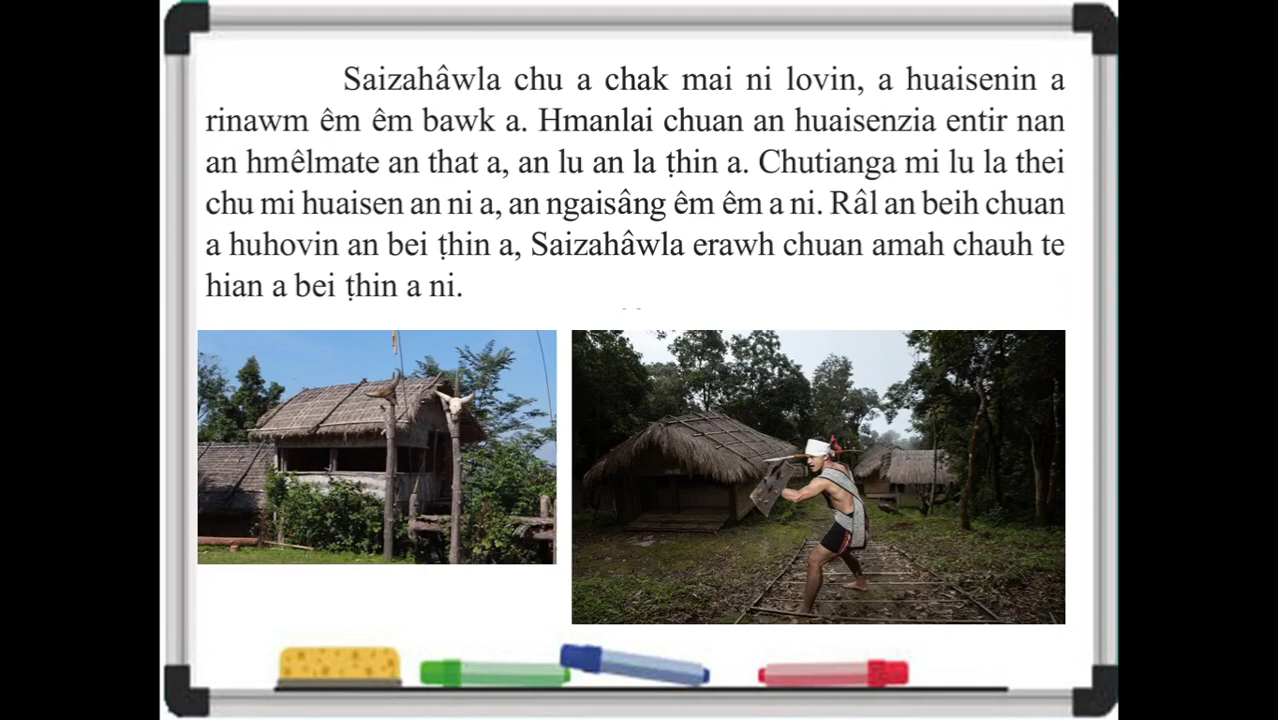 Saizahâwla chu a chak mai ni lovin, a huaisenin a
rinawm êm êm bawk a. Hmanlai chuan an huaisenzia entir nan
an hmêlmate an that a, an lu an la ṭhin a. Chutianga mi lu la thei
chu mi huaisen an ni a, an ngaisâng êm êm a ni. Râl an beih chuan
a huhovin an bei ṭhin a, Saizahâwla erawh chuan amah chauh te
hian a bei ṭhin a ni.